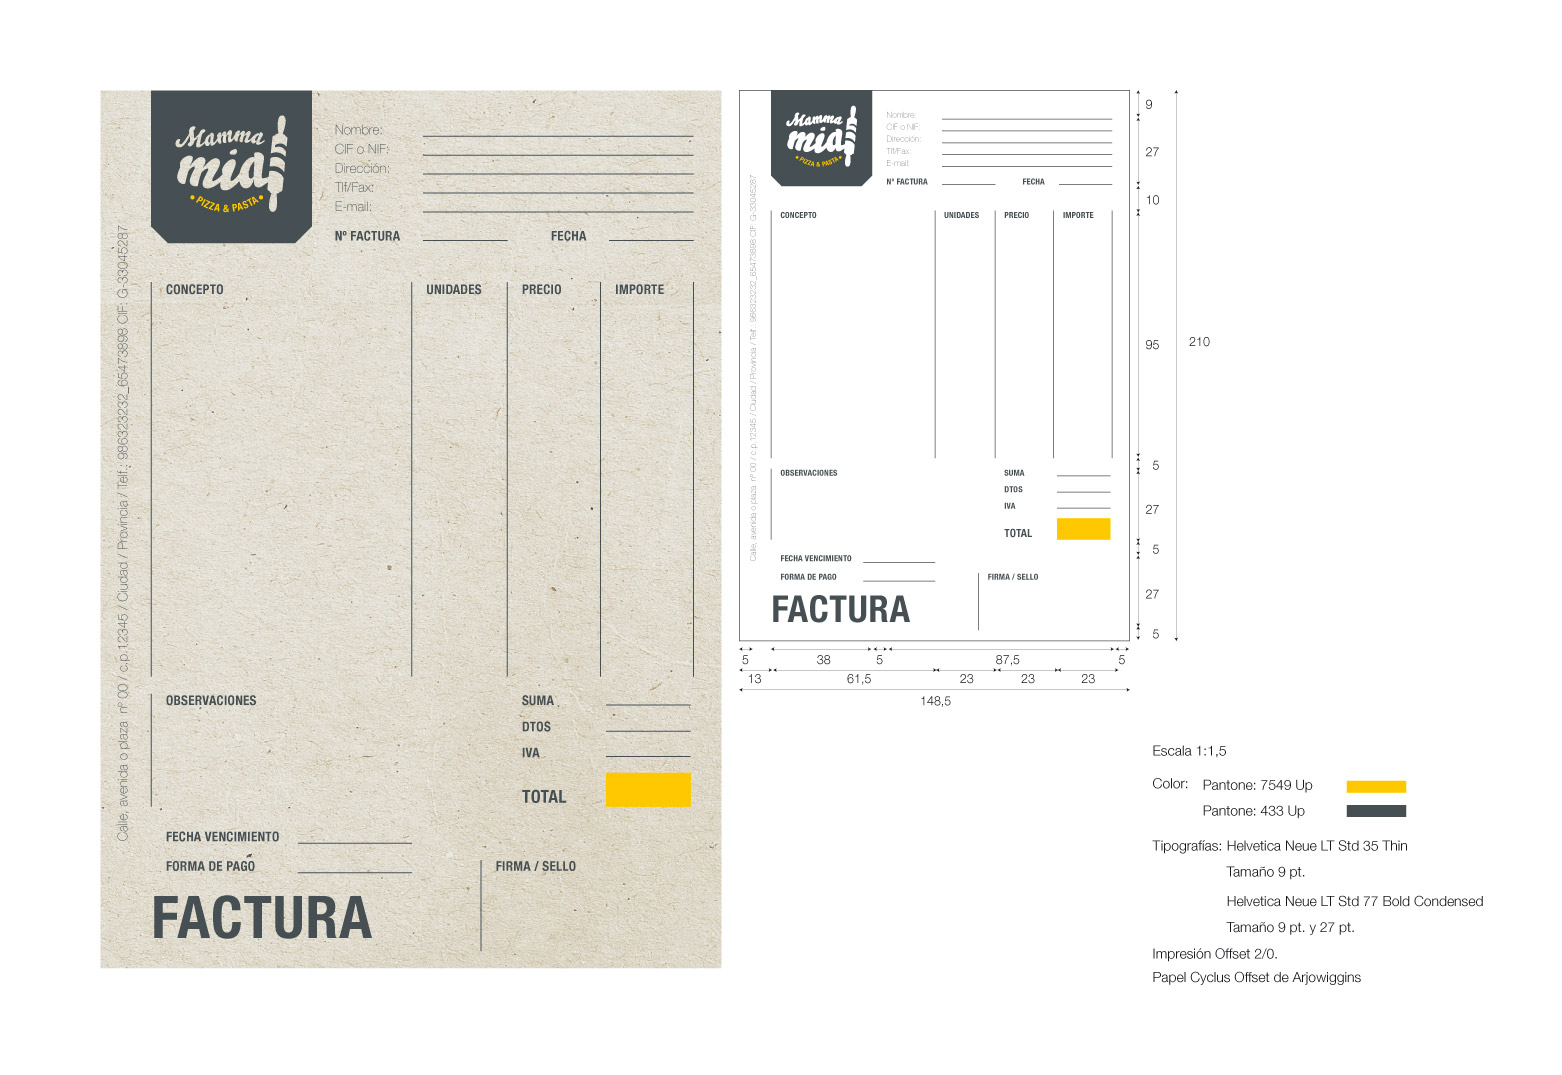 Mamma
mia
• PIZZA & PASTA •
Nombre:
CIF o NIF:
Dirección:
Tlf/Fax:
E-mail:
Nº FACTURA FECHA
CONCEPTO UNIDADES PRECIO IMPORTE
OBSERVACIONES
SUMA
DTOS
IVA
TOTAL
FECHA VENCIMIENTO
FORMA DE PAGO
FIRMA / SELLO
FACTURA
Calle, avenida o plaza nº 00 / c.p.12345 / Ciudad / Provincia / Telf.: 986323232_65473898 CIF: G-33045287
Mamma
mia
• PIZZA & PASTA •
Nombre:
CIF o NIF:
Dirección:
Tlf/Fax:
E-mail:
Nº FACTURA FECHA
CONCEPTO UNIDADES PRECIO IMPORTE
OBSERVACIONES
SUMA
DTOS
IVA
TOTAL
FECHA VENCIMIENTO
FORMA DE PAGO
FIRMA / SELLO
FACTURA
Calle, avenida o plaza nº 00 / c.p.12345 / Ciudad / Provincia / Telf.: 986323232_65473898 CIF: G-33045287
9
27
10
95
210
5
27
5
27
5
5 38 5 87,5 5
13 61,5 23 23 23
148,5
Escala 1:1,5
Color: Pantone: 7549 Up
Pantone: 433 Up
Tipografías: Helvetica Neue LT Std 35 Thin
Tamaño 9 pt.
Helvetica Neue LT Std 77 Bold Condensed
Tamaño 9 pt. y 27 pt.
Impresión Offset 2/0.
Papel Cyclus Offset de Arjowiggins